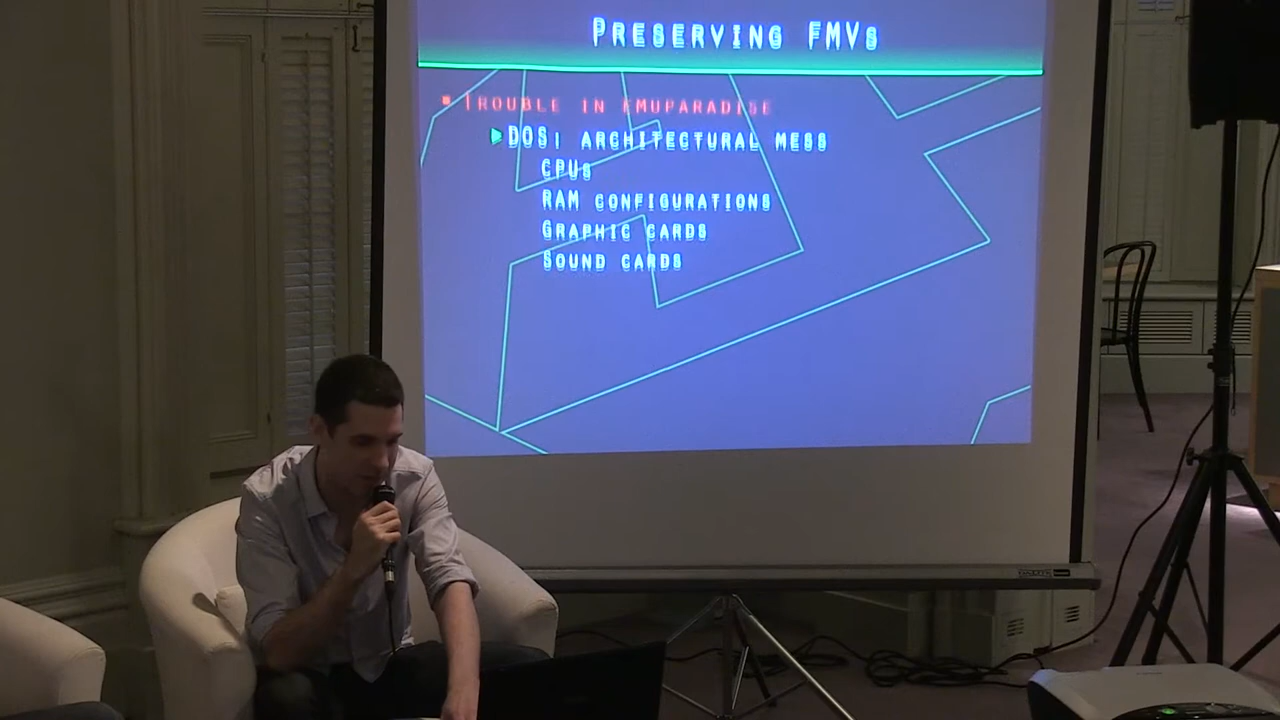 PRESERVING FMVS
TROUBLE IN EMUPARADISE
DOS: ARCHITECTURAL MESS
CPUS
RAM CONFIGURATIONS
GRAPHIC CARDS
SOUND CARDS